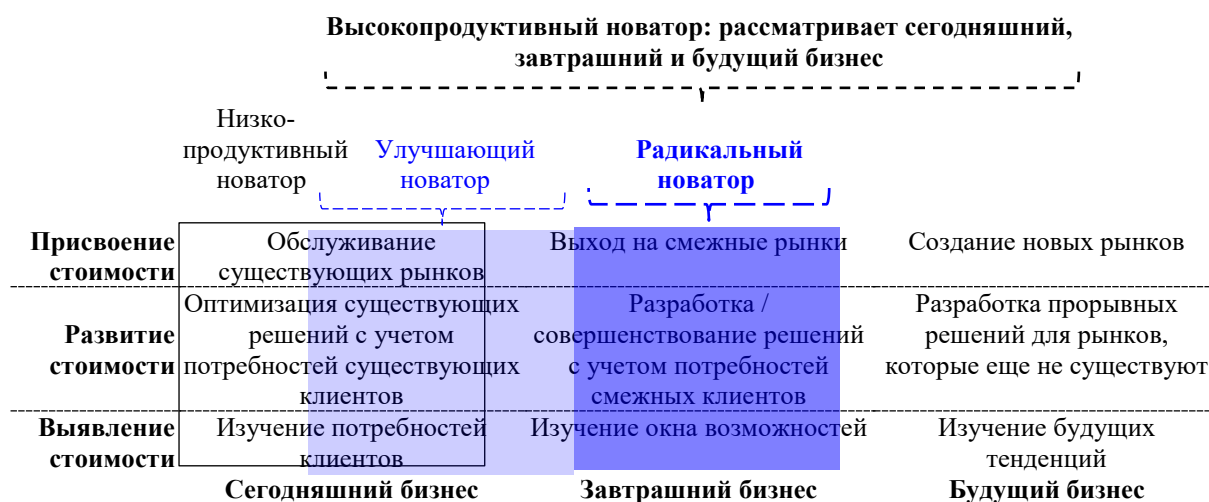 Высокопродуктивный новатор: рассматривает сегодняшний,
завтрашний и будущий бизнес
Низко-
продуктивный
новатор
Улучшающий
новатор
Радикальный
новатор
Присвоение
стоимости
Обслуживание
существующих рынков
Выход на смежные рынки
Создание новых рынков
Развитие
стоимости
Оптимизация существующих
решений с учетом
потребностей существующих
клиентов
Разработка /
совершенствование решений
с учетом потребностей
смежных клиентов
Разработка прорывных
решений для рынков,
которые еще не существуют
Выявление
стоимости
Изучение потребностей
клиентов
Изучение окна возможностей
Изучение будущих
тенденций
Сегодняшний бизнес
Завтрашний бизнес
Будущий бизнес